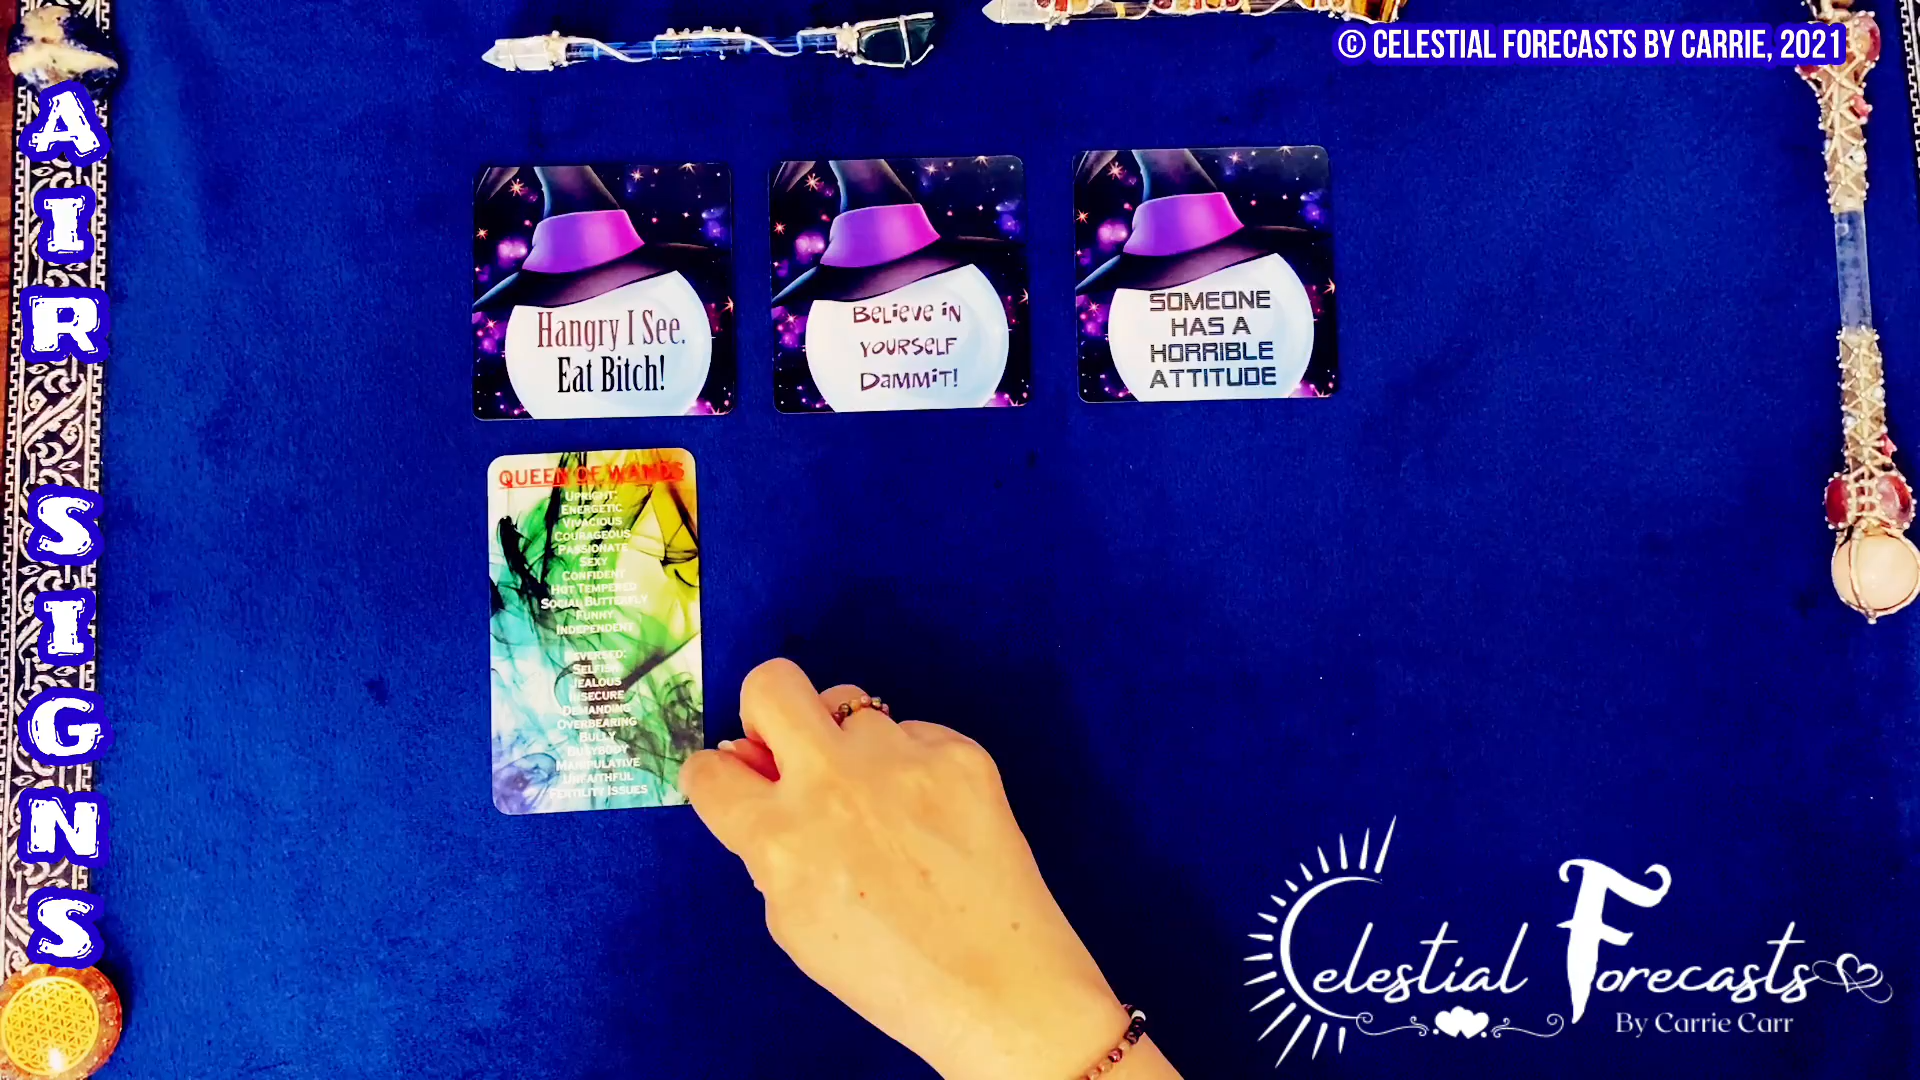 © CELESTIAL FORECASTS BY CARRIE, 2021
AIR SIGNS
Hangry I See.
Eat Bitch!
Believe in
yourself
Dammit!
SOMEONE
HAS A
HORRIBLE
ATTITUDE
QUEEN OF WANDS
UPRIGHT:
ENERGETIC
VIVACIOUS
COURAGEOUS
PASSIONATE
SEXY
CONFIDENT
HOT TEMPERED
SOCIAL BUTTERFLY
FUNNY
INDEPENDENT
REVERSED:
SELFISH
JEALOUS
INSECURE
DEMANDING
OVERBEARING
BULLY
BUSYBODY
MANIPULATIVE
UNFAITHFUL
FERTILITY ISSUES
Celestial Forecasts
By Carrie Carr